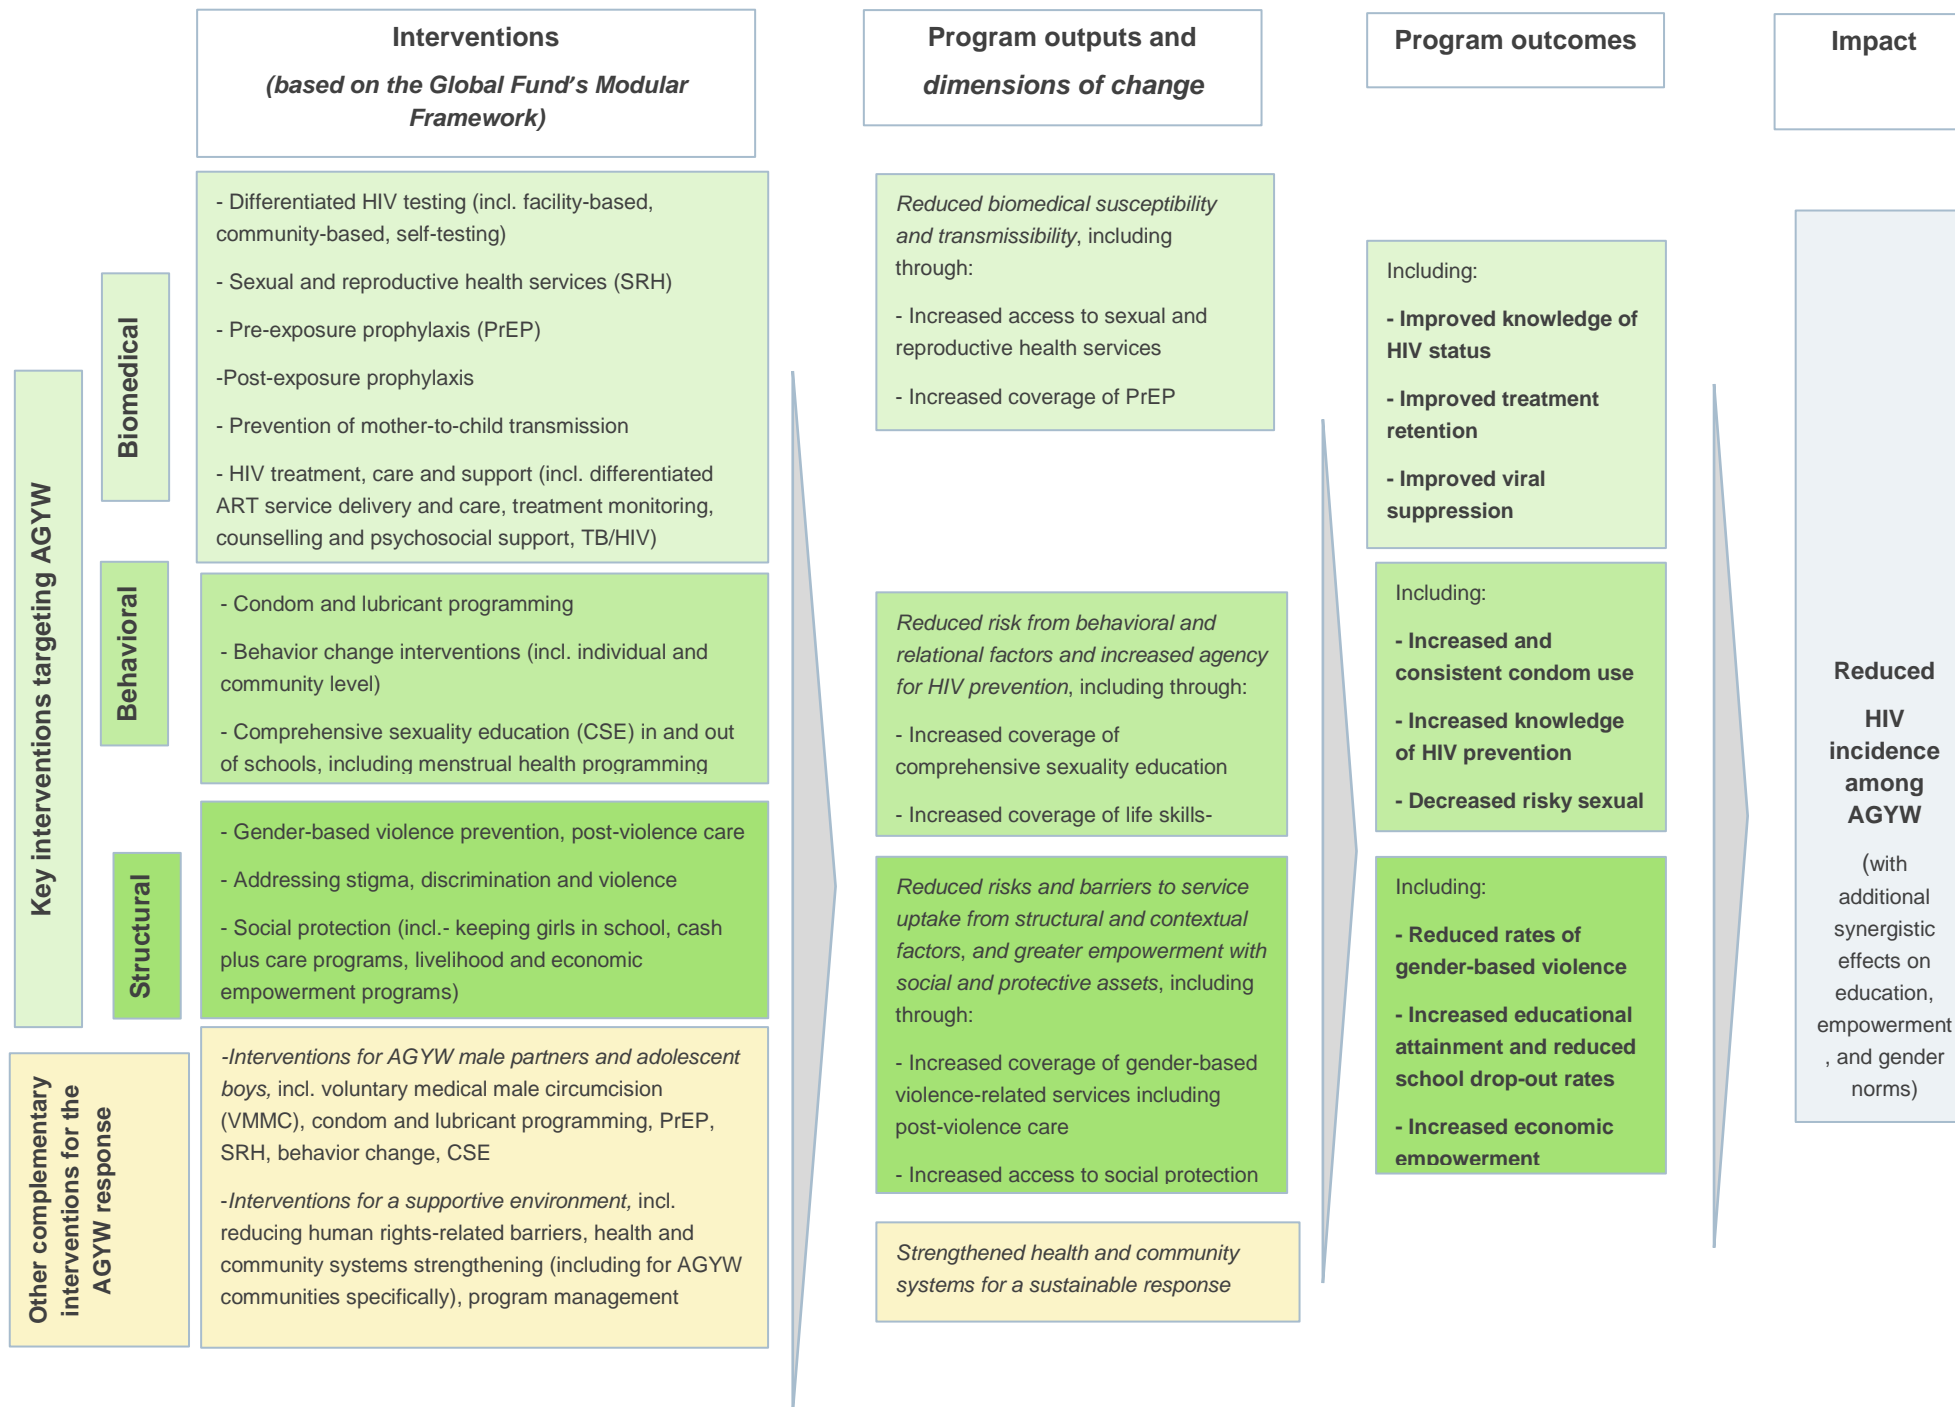 Interventions
(based on the Global Fund's Modular
Framework)
Program outputs and
dimensions of change
Program outcomes
Impact
Key interventions targeting AGYW
Biomedical
- Differentiated HIV testing (incl. facility-based,
community-based, self-testing)
- Sexual and reproductive health services (SRH)
- Pre-exposure prophylaxis (PrEP)
-Post-exposure prophylaxis
- Prevention of mother-to-child transmission
- HIV treatment, care and support (incl. differentiated
ART service delivery and care, treatment monitoring,
counselling and psychosocial support, TB/HIV)
Behavioral
- Condom and lubricant programming
- Behavior change interventions (incl. individual and
community level)
- Comprehensive sexuality education (CSE) in and out
of schools, including menstrual health programming
Structural
- Gender-based violence prevention, post-violence care
- Addressing stigma, discrimination and violence
- Social protection (incl.- keeping girls in school, cash
plus care programs, livelihood and economic
empowerment programs)
Other complementary
interventions for the
AGYW response
-Interventions for AGYW male partners and adolescent
boys, incl. voluntary medical male circumcision
(VMMC), condom and lubricant programming, PrEP,
SRH, behavior change, CSE
-Interventions for a supportive environment, incl.
reducing human rights-related barriers, health and
community systems strengthening (including for AGYW
communities specifically), program management
Reduced biomedical susceptibility
and transmissibility, including
through:
- Increased access to sexual and
reproductive health services
- Increased coverage of PrEP
Reduced risk from behavioral and
relational factors and increased agency
for HIV prevention, including through:
- Increased coverage of
comprehensive sexuality education
- Increased coverage of life skills-
Reduced risks and barriers to service
uptake from structural and contextual
factors, and greater empowerment with
social and protective assets, including
through:
- Increased coverage of gender-based
violence-related services including
post-violence care
- Increased access to social protection
Strengthened health and community
systems for a sustainable response
Including:
- Improved knowledge of
HIV status
- Improved treatment
retention
- Improved viral
suppression
Including:
- Increased and
consistent condom use
- Increased knowledge
of HIV prevention
- Decreased risky sexual
Including:
- Reduced rates of
gender-based violence
- Increased educational
attainment and reduced
school drop-out rates
- Increased economic
empowerment
Reduced
HIV
incidence
among
AGYW
(with
additional
synergistic
effects on
education,
empowerment
, and gender
norms)